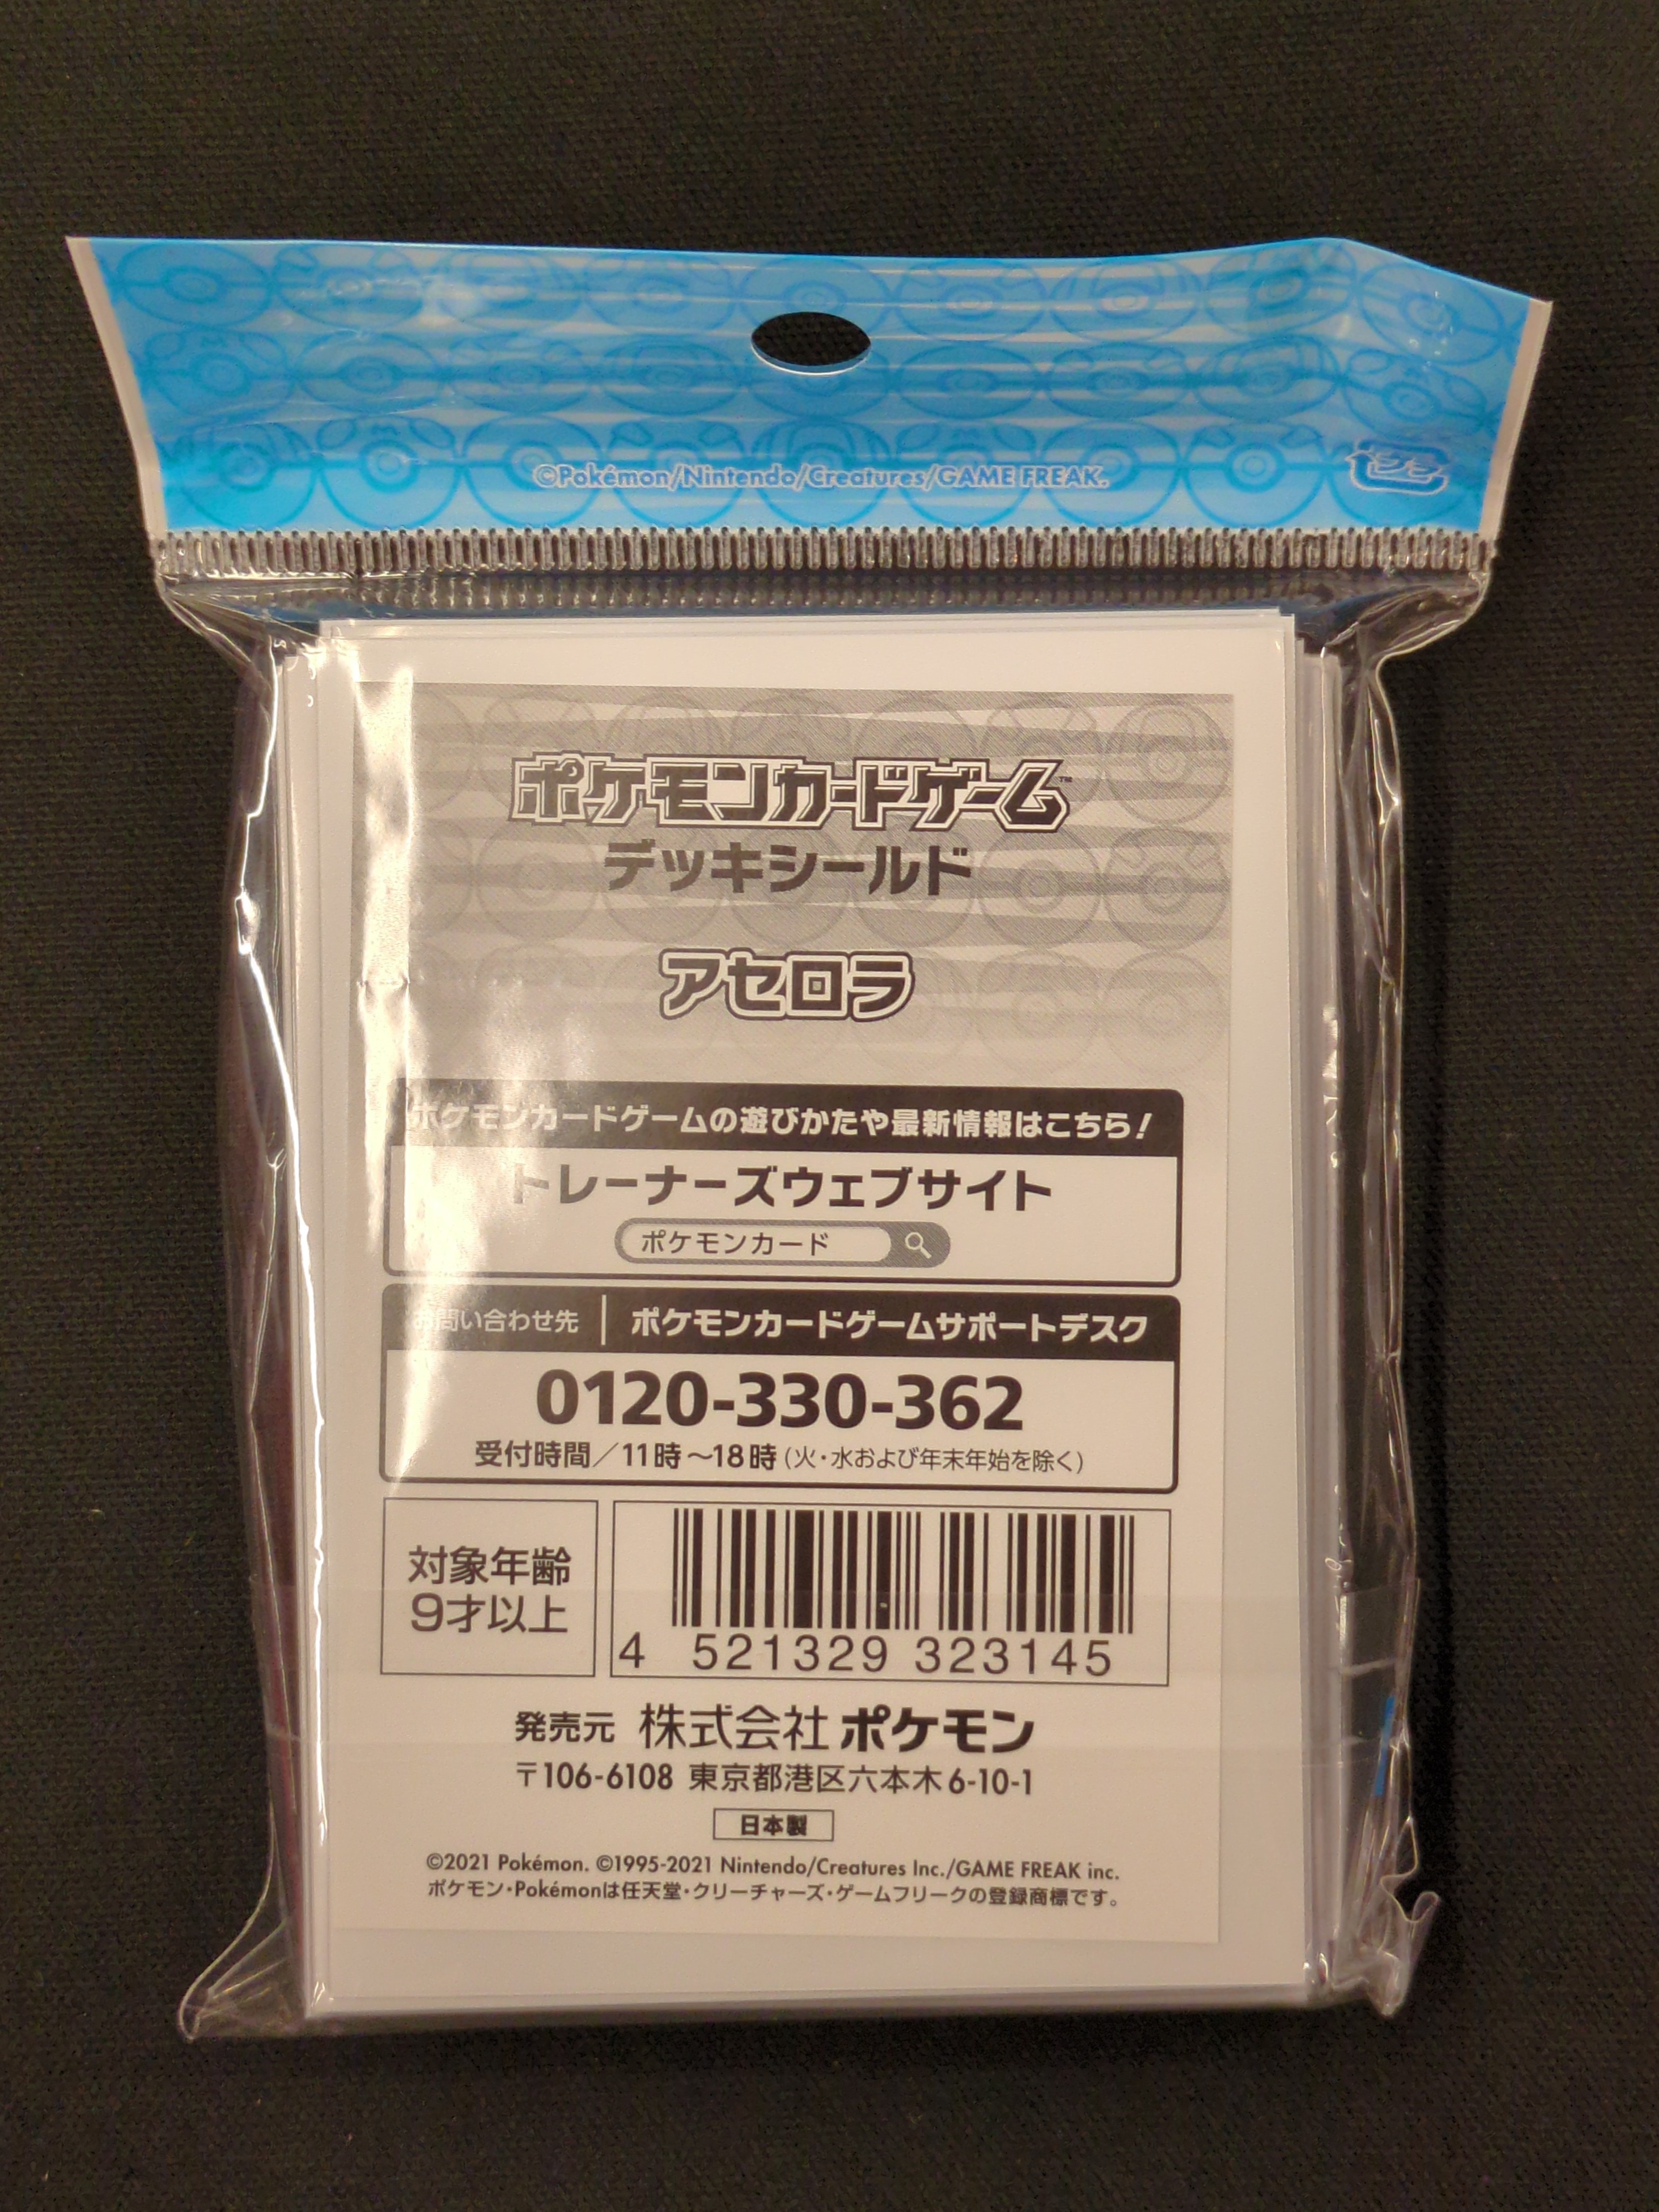 ©Pokémon/Nintendo/Creatures/GAME FREAK.
プラ
ポケモンカードゲーム™
デッキシールド
アセロラ
ポケモンカードゲームの遊びかたや最新情報はこちら!
トレーナーズウェブサイト
ポケモンカード
お問い合わせ先 ポケモンカードゲームサポートデスク
0120-330-362
受付時間/11時~18時(火・水および年末年始を除く)
対象年齢
9才以上
4 521329 323145
発売元 株式会社ポケモン
〒106-6108 東京都港区六本木6-10-1
日本製
©2021 Pokémon. ©1995-2021 Nintendo/Creatures Inc./GAME FREAK inc.
ポケモン・Pokémonは任天堂・クリーチャーズ・ゲームフリークの登録商標です。